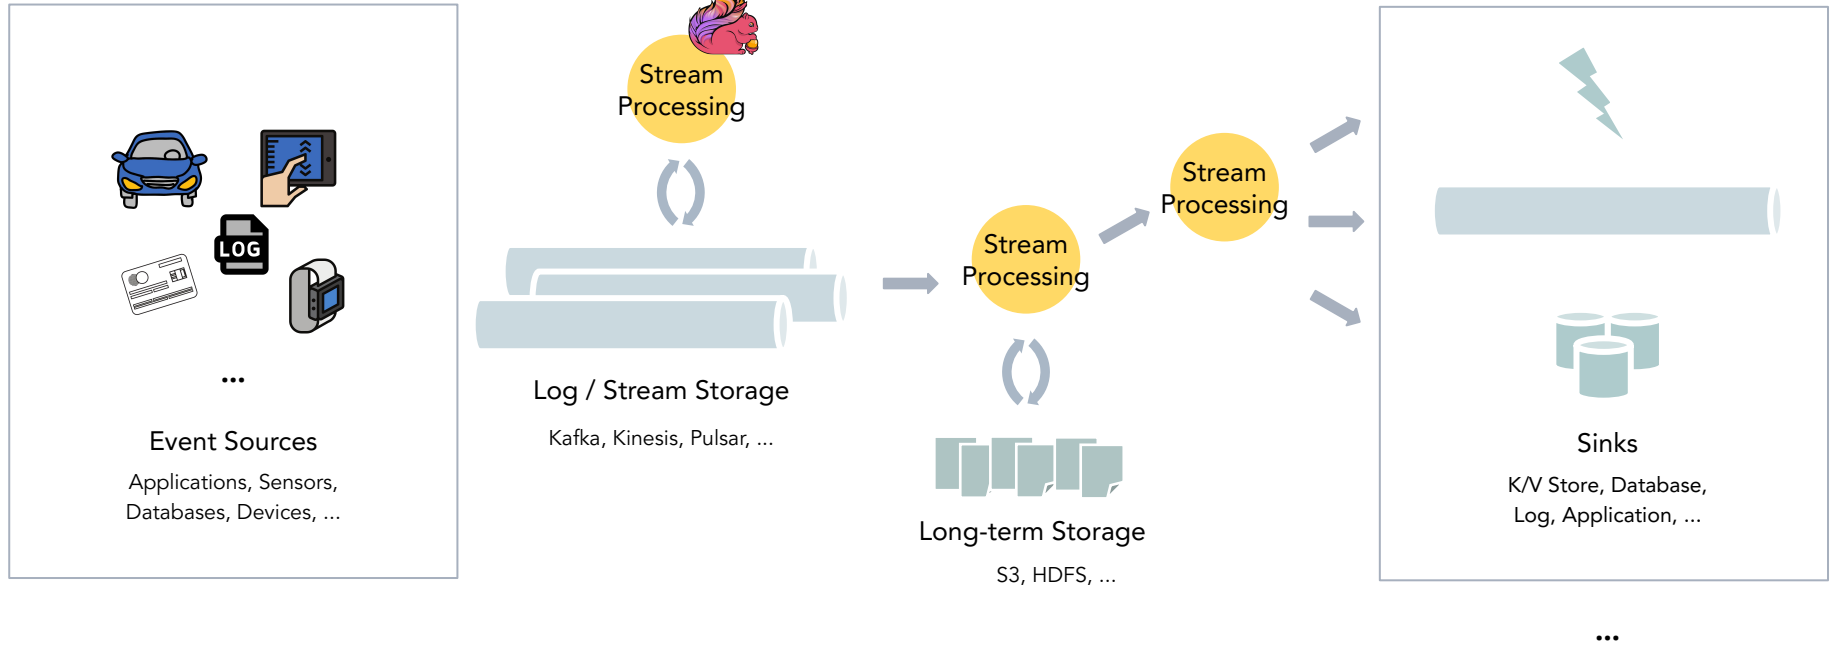 LOG
...
Event Sources
Applications, Sensors,
Databases, Devices, ...
Stream
Processing
Log / Stream Storage
Kafka, Kinesis, Pulsar, ...
Stream
Processing
Long-term Storage
S3, HDFS, ...
Stream
Processing
Sinks
K/V Store, Database,
Log, Application, ...
...